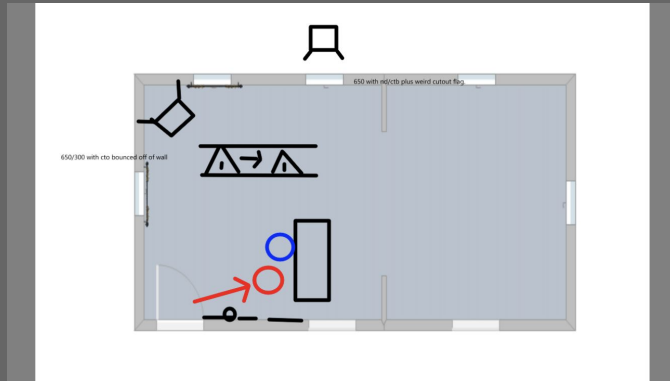 650 with nd/ctb plus weird cutout flag.
650/300 with cto bounced off of wall